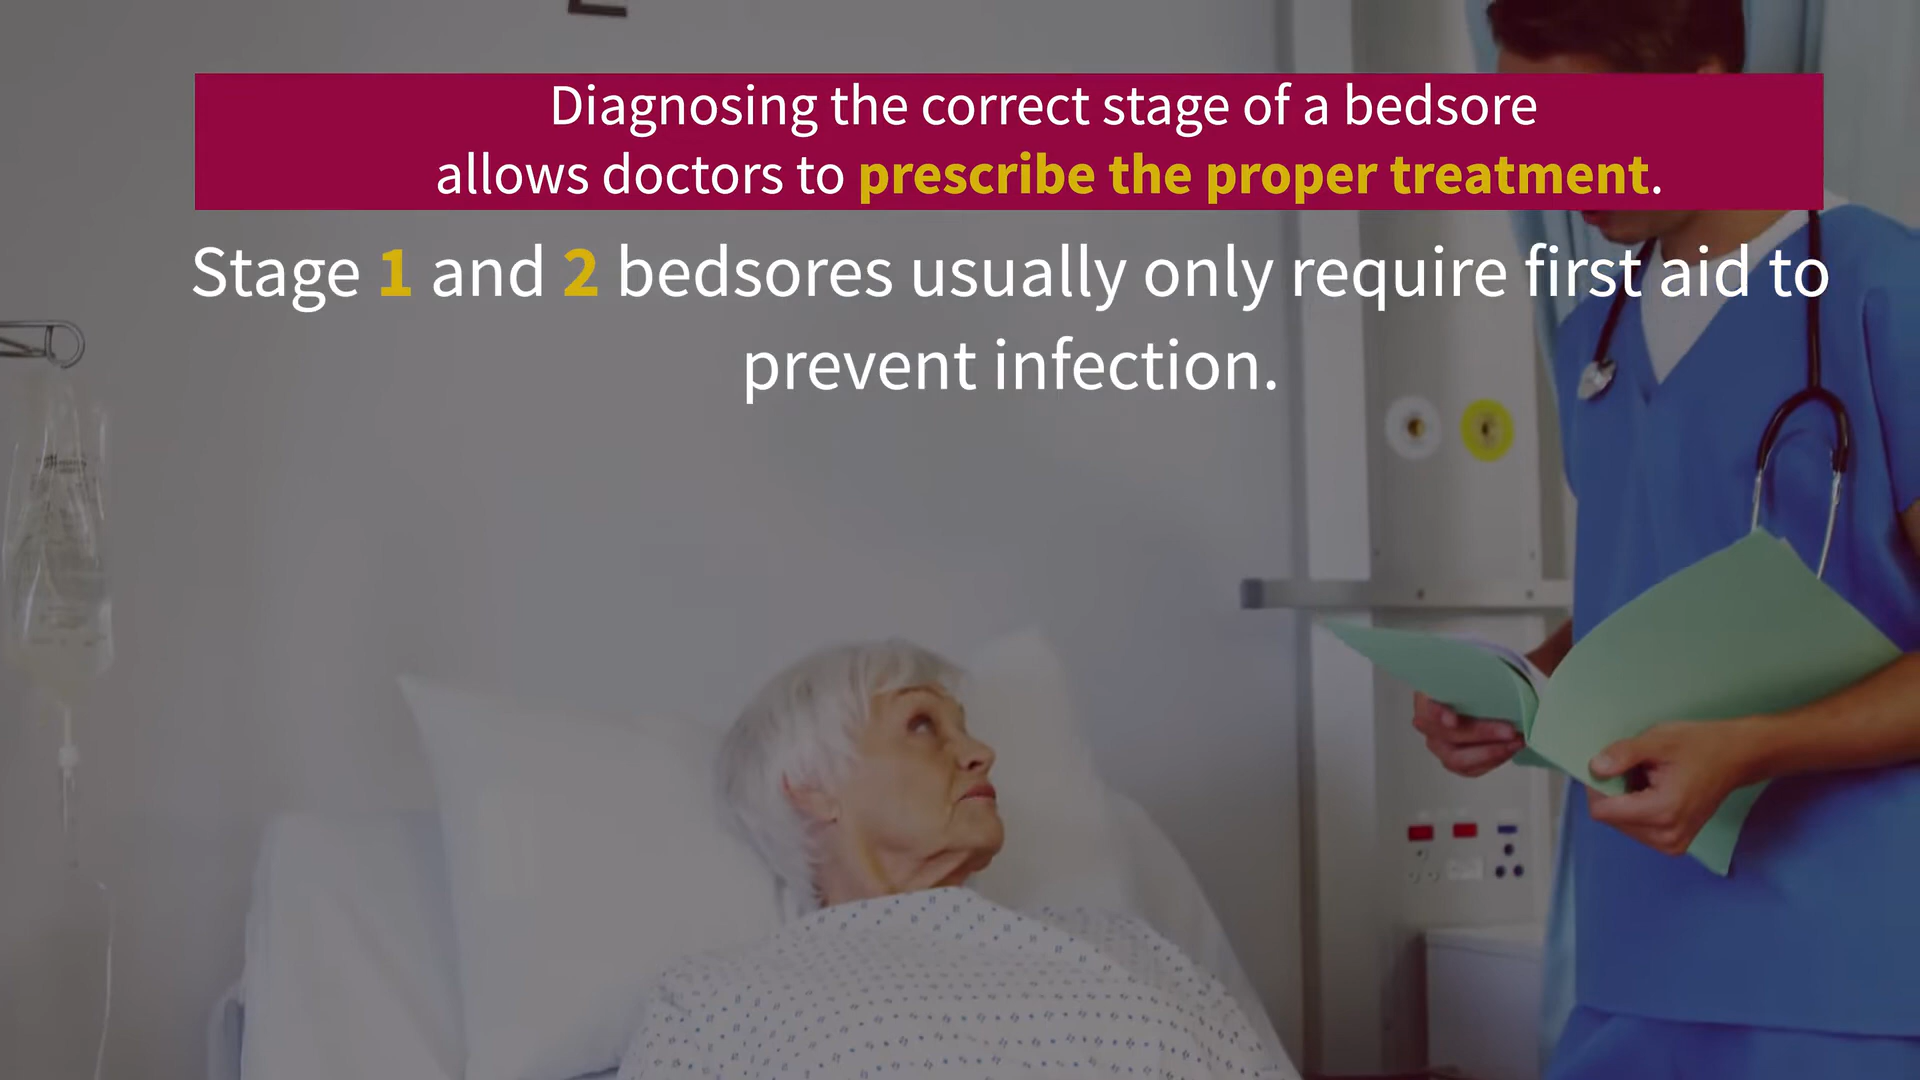 Diagnosing the correct stage of a bedsore
allows doctors to prescribe the proper treatment.
Stage 1 and 2 bedsores usually only require first aid to
prevent infection.